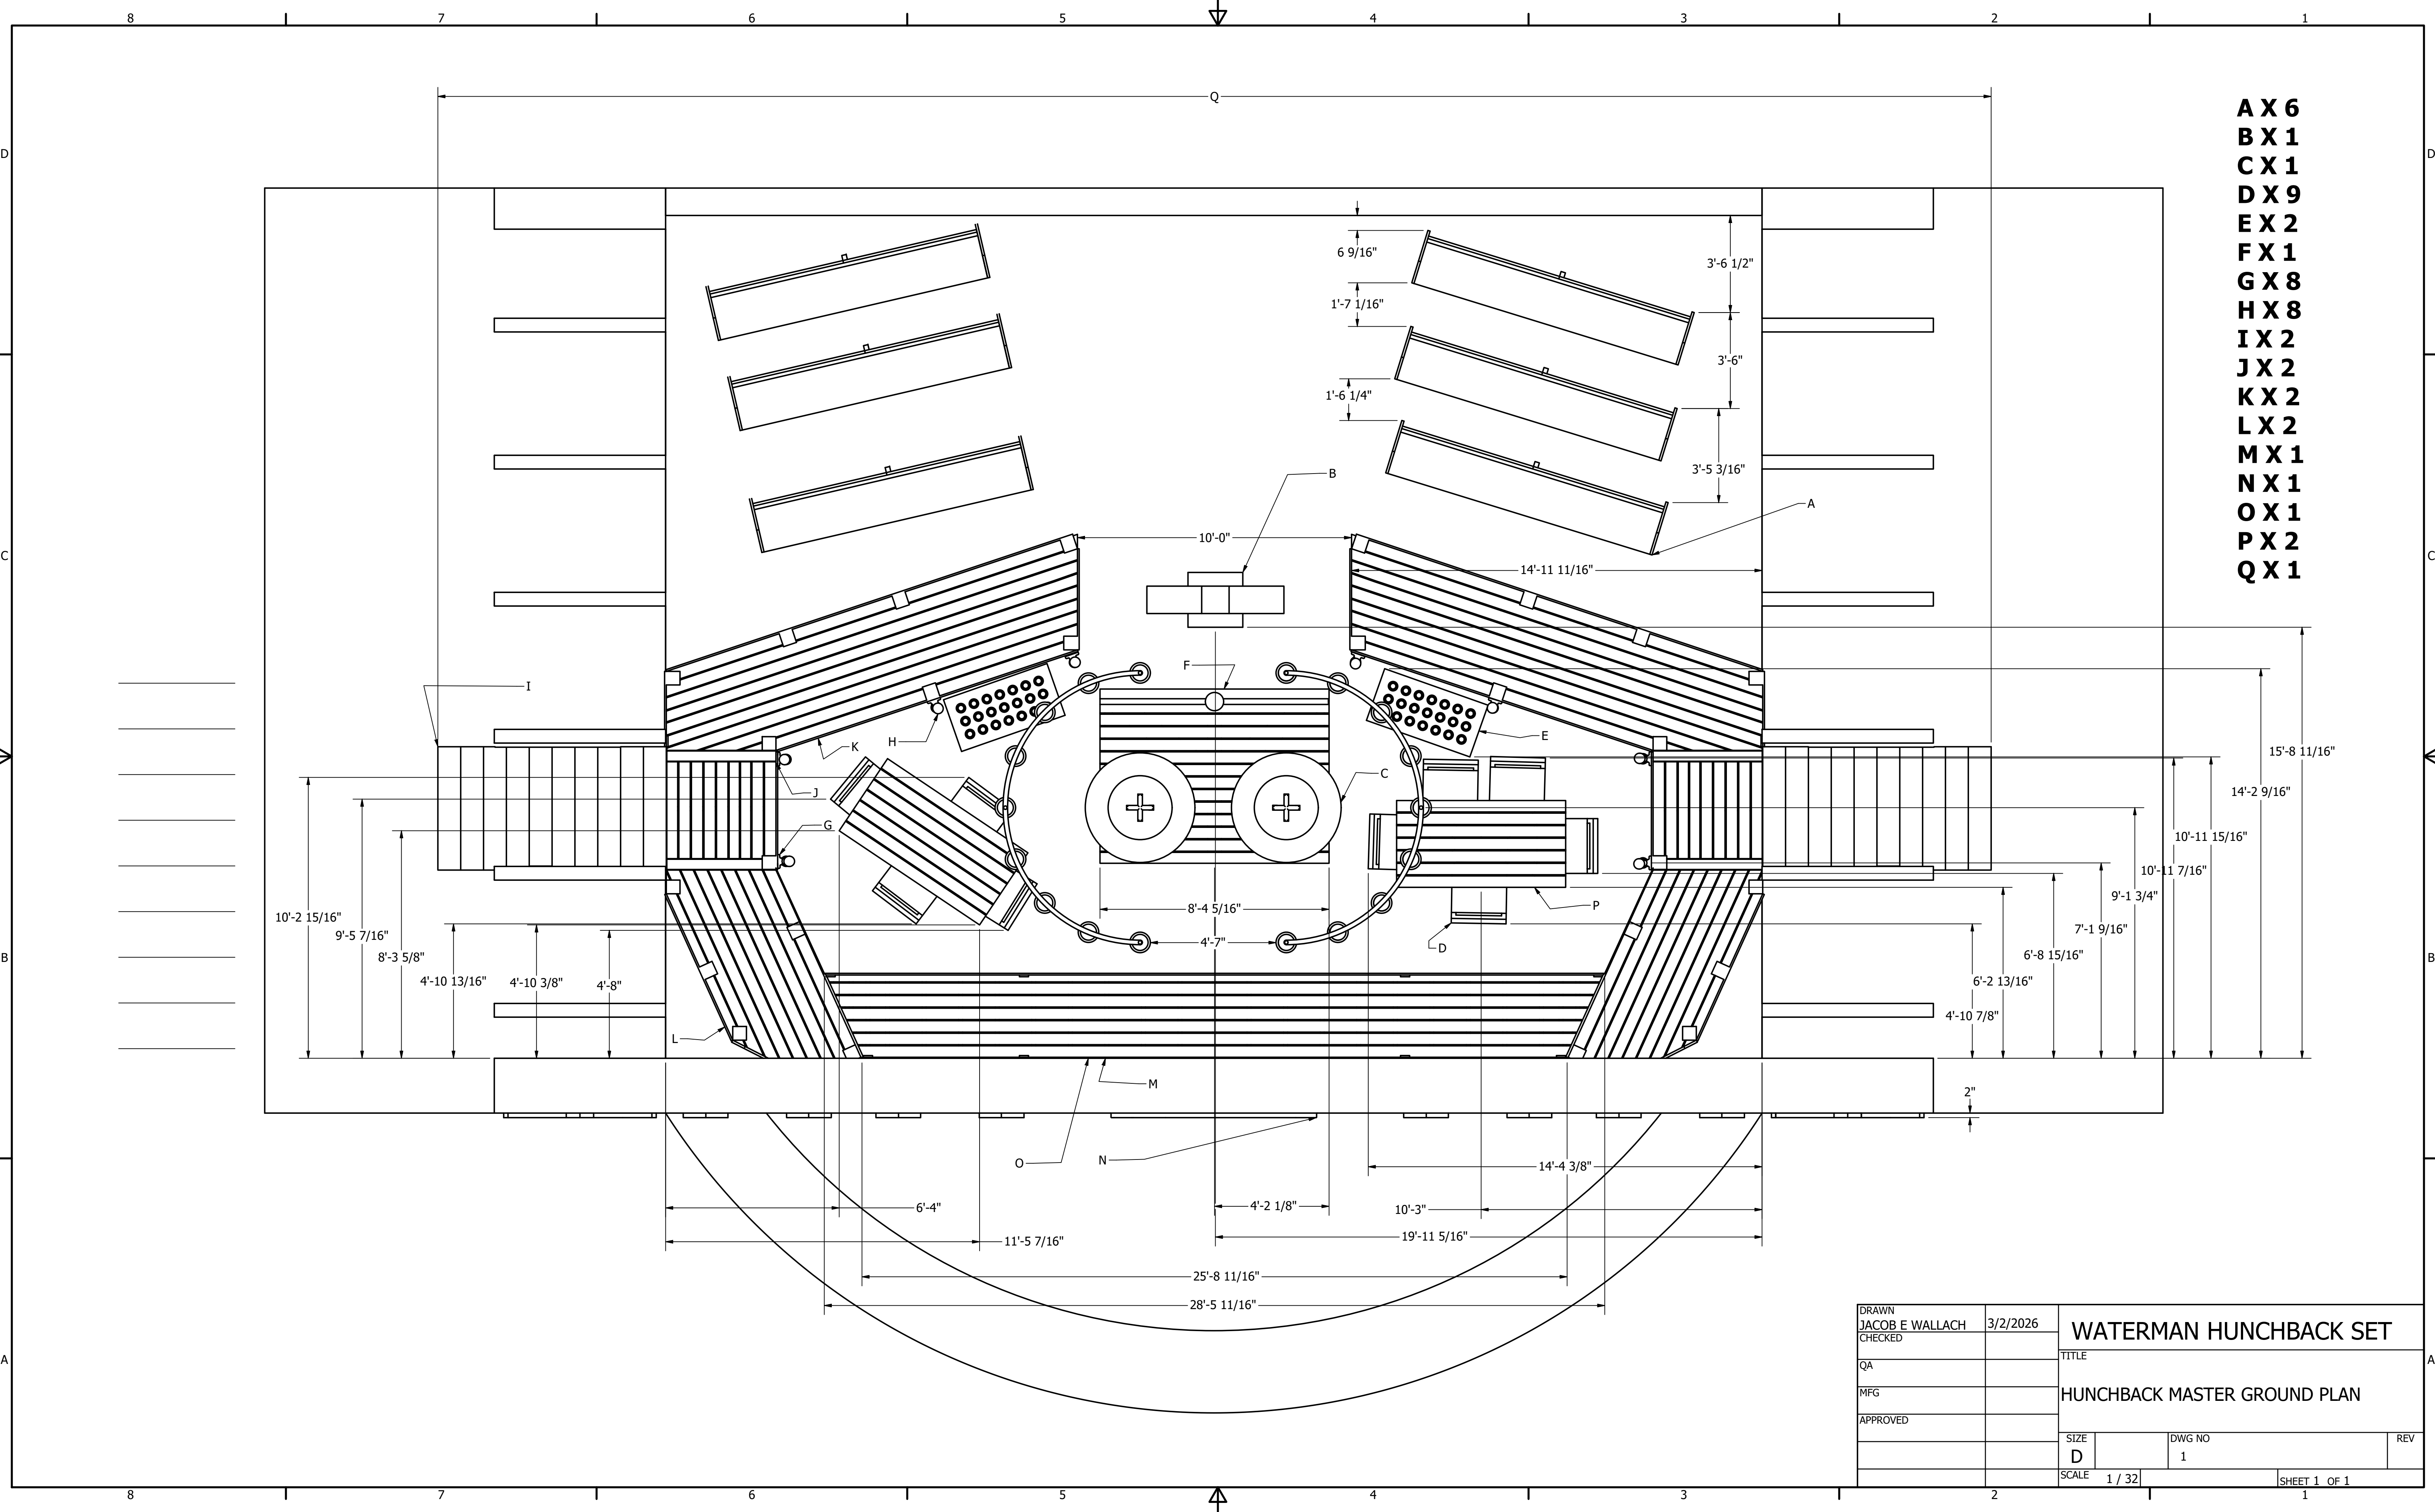 8 7 6 5 4 3 2 1
Q
A X 6
B X 1
C X 1
D X 9
E X 2
F X 1
G X 8
H X 8
I X 2
J X 2
K X 2
L X 2
M X 1
N X 1
O X 1
P X 2
Q X 1
D D
6 9/16"
3'-6 1/2"
1'-7 1/16"
3'-6"
1'-6 1/4"
3'-5 3/16"
B
A
10'-0"
C C
14'-11 11/16"
F
I
H
K
E
15'-8 11/16"
C
14'-2 9/16"
J
G
10'-11 15/16"
10'-11 7/16"
9'-1 3/4"
P
8'-4 5/16"
10'-2 15/16"
7'-1 9/16"
9'-5 7/16"
4'-7"
D
8'-3 5/8"
6'-8 15/16"
B B
4'-10 13/16"
4'-10 3/8"
4'-8"
6'-2 13/16"
4'-10 7/8"
L
M
2"
O
N
14'-4 3/8"
6'-4"
4'-2 1/8"
10'-3"
11'-5 7/16"
19'-11 5/16"
25'-8 11/16"
28'-5 11/16"
A A
DRAWN
JACOB E WALLACH
3/2/2026
CHECKED
QA
MFG
APPROVED
WATERMAN HUNCHBACK SET
TITLE
HUNCHBACK MASTER GROUND PLAN
SIZE
D
DWG NO
1
REV
SCALE
1 / 32
SHEET 1 OF 1
8 7 6 5 4 3 2 1